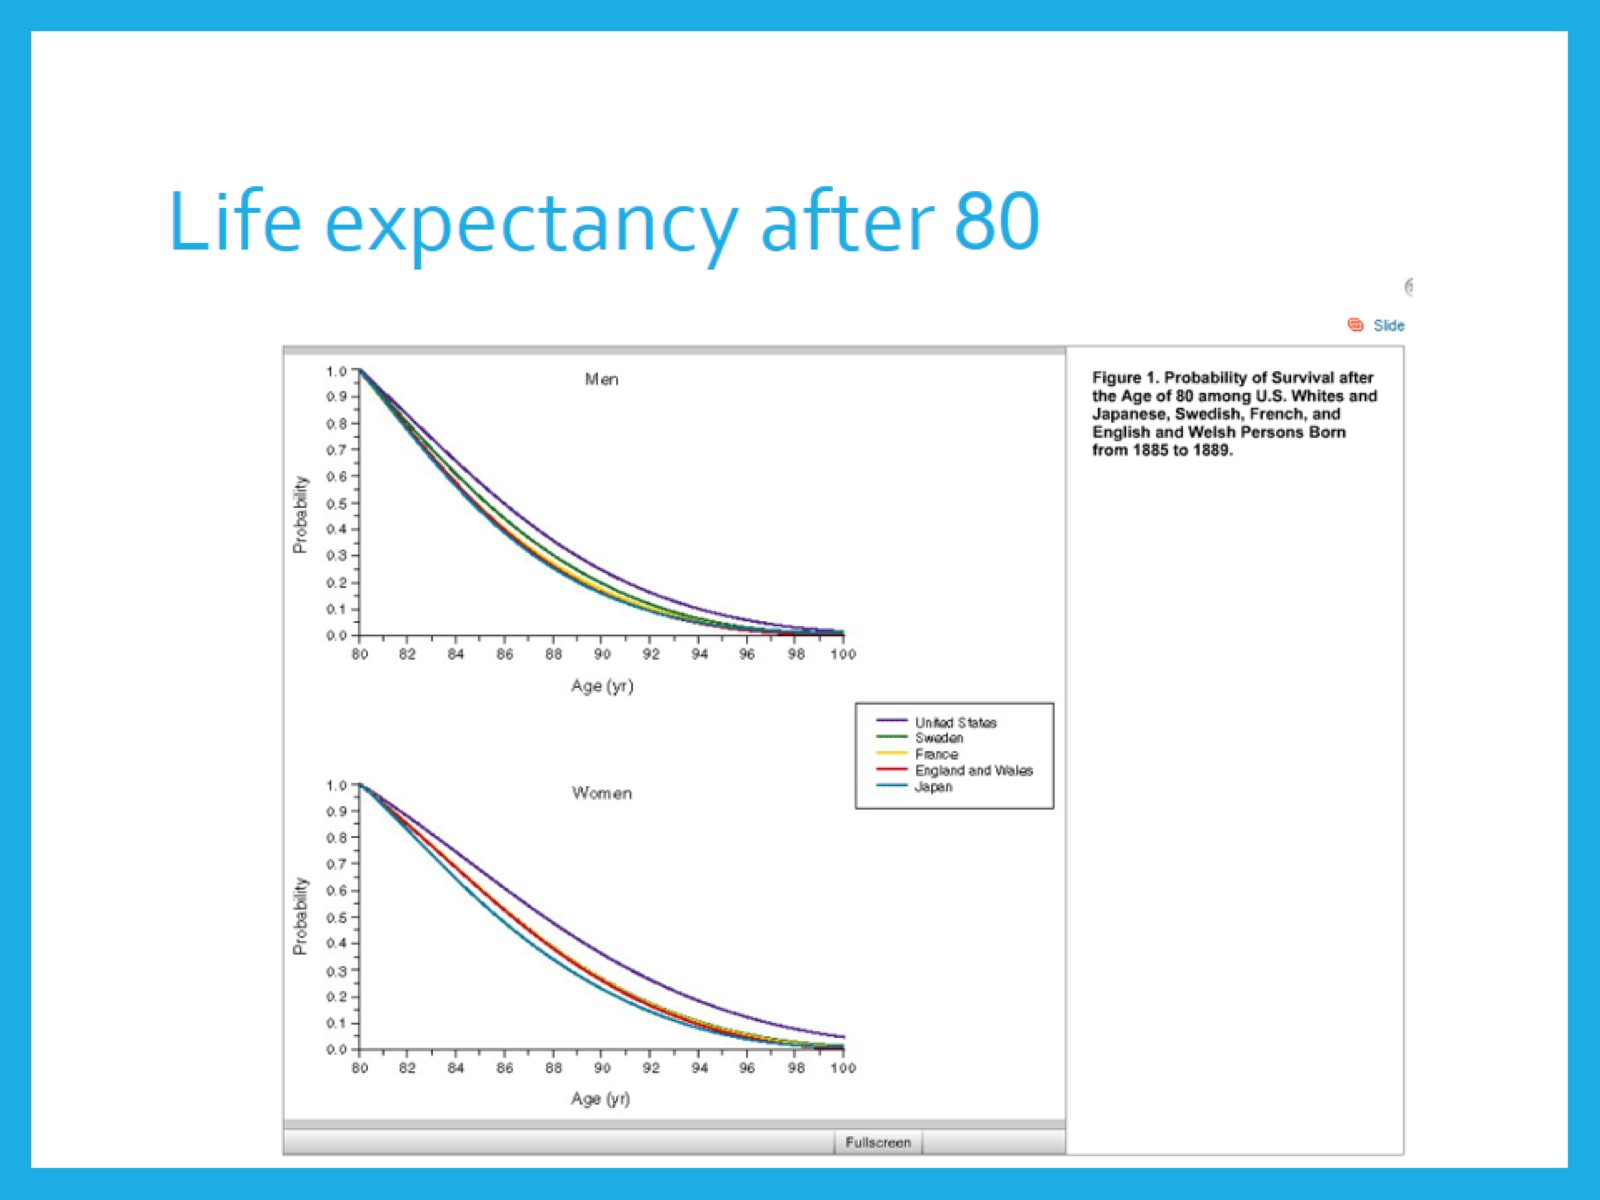 Life expectancy after 80
Slide
Men
1.0
0.9
0.8
0.7
0.6
0.5
0.4
0.3
0.2
0.1
0.0
Probability
80 82 84 86 88 90 92 94 96 98 100
Age (yr)
Figure 1. Probability of Survival after
the Age of 80 among U.S. Whites and
Japanese, Swedish, French, and
English and Welsh Persons Born
from 1885 to 1889.
United States
Sweden
France
England and Wales
Japan
Women
1.0
0.9
0.8
0.7
0.6
0.5
0.4
0.3
0.2
0.1
0.0
Probability
80 82 84 86 88 90 92 94 96 98 100
Age (yr)
Fullscreen